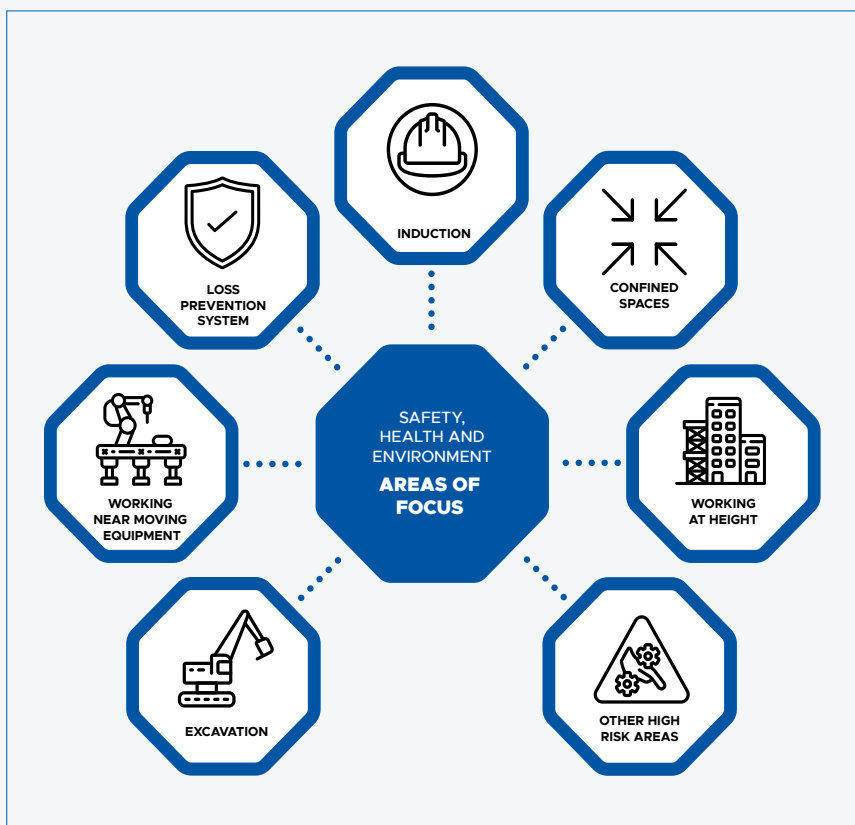 INDUCTION
CONFINED
SPACES
WORKING
AT HEIGHT
OTHER HIGH
RISK AREAS
EXCAVATION
WORKING
NEAR MOVING
EQUIPMENT
LOSS
PREVENTION
SYSTEM
SAFETY,
HEALTH AND
ENVIRONMENT
AREAS OF
FOCUS